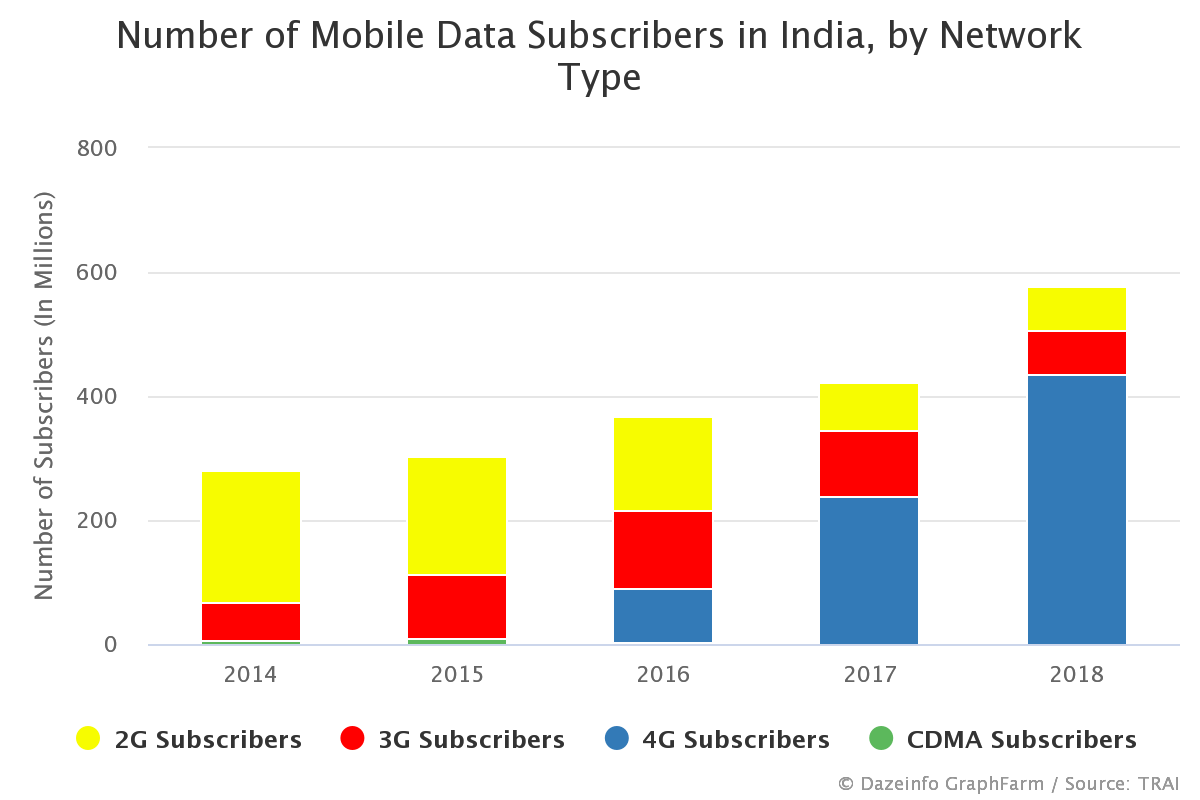 Number of Mobile Data Subscribers in India, by Network
Type
Number of Subscribers (In Millions)
800
600
400
200
0
2014 2015 2016 2017 2018
2G Subscribers 3G Subscribers 4G Subscribers CDMA Subscribers
© Dazeinfo GraphFarm / Source: TRAI